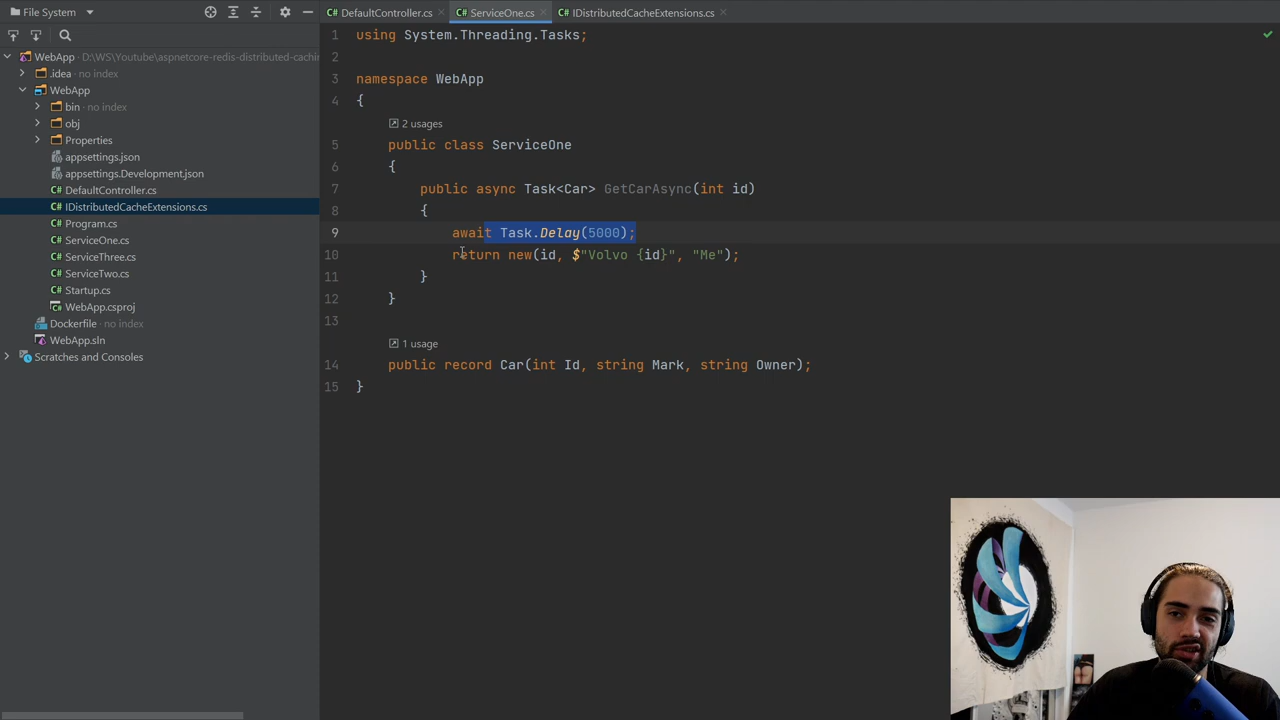 File System
DefaultController.cs
ServiceOne.cs
IDistributedCacheExtensions.cs
WebApp D:\WS\Youtube\aspnetcore-redis-distributed-cachin
.idea no index
WebApp
bin no index
obj
Properties
appsettings.json
appsettings.Development.json
DefaultController.cs
IDistributedCacheExtensions.cs
Program.cs
ServiceOne.cs
ServiceThree.cs
ServiceTwo.cs
Startup.cs
WebApp.csproj
Dockerfile no index
WebApp.sln
Scratches and Consoles
1 using System.Threading.Tasks;
2
3 namespace WebApp
4 {
2 usages
5 public class ServiceOne
6 {
7 public async Task<Car> GetCarAsync(int id)
8 {
9 await Task.Delay(5000);
10 return new(id, $"Volvo {id}", "Me");
11 }
12 }
13
1 usage
14 public record Car(int Id, string Mark, string Owner);
15 }